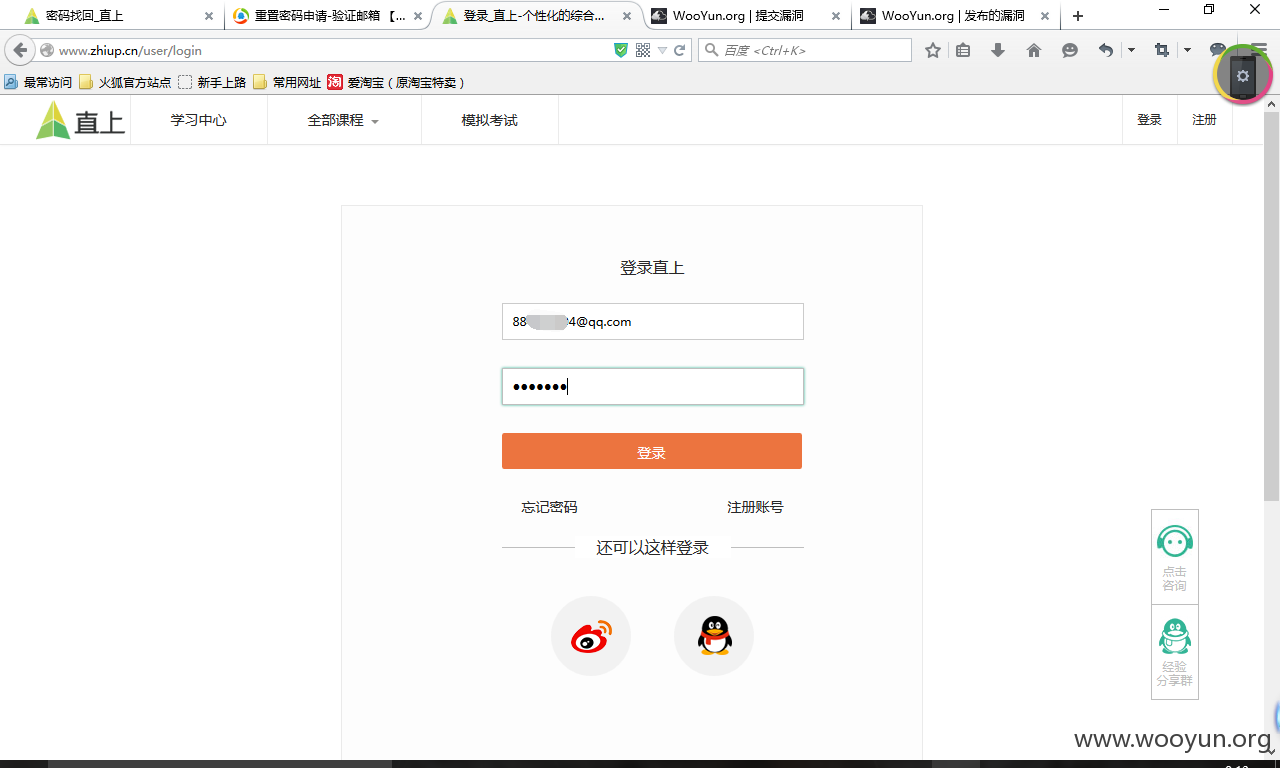 密码找回_直上
重置密码申请-验证邮箱 【...
登录_直上-个性化的综合...
WooYun.org | 提交漏洞
WooYun.org | 发布的漏洞
www.zhiup.cn/user/login
百度 <Ctrl+K>
最常访问
火狐官方站点
新手上路
常用网址
淘
爱淘宝（原淘宝特卖）
直上
学习中心
全部课程
模拟考试
登录
注册
登录直上
88 4@qq.com
登录
忘记密码
注册账号
还可以这样登录
点击
咨询
经验
分享群
www.wooyun.org